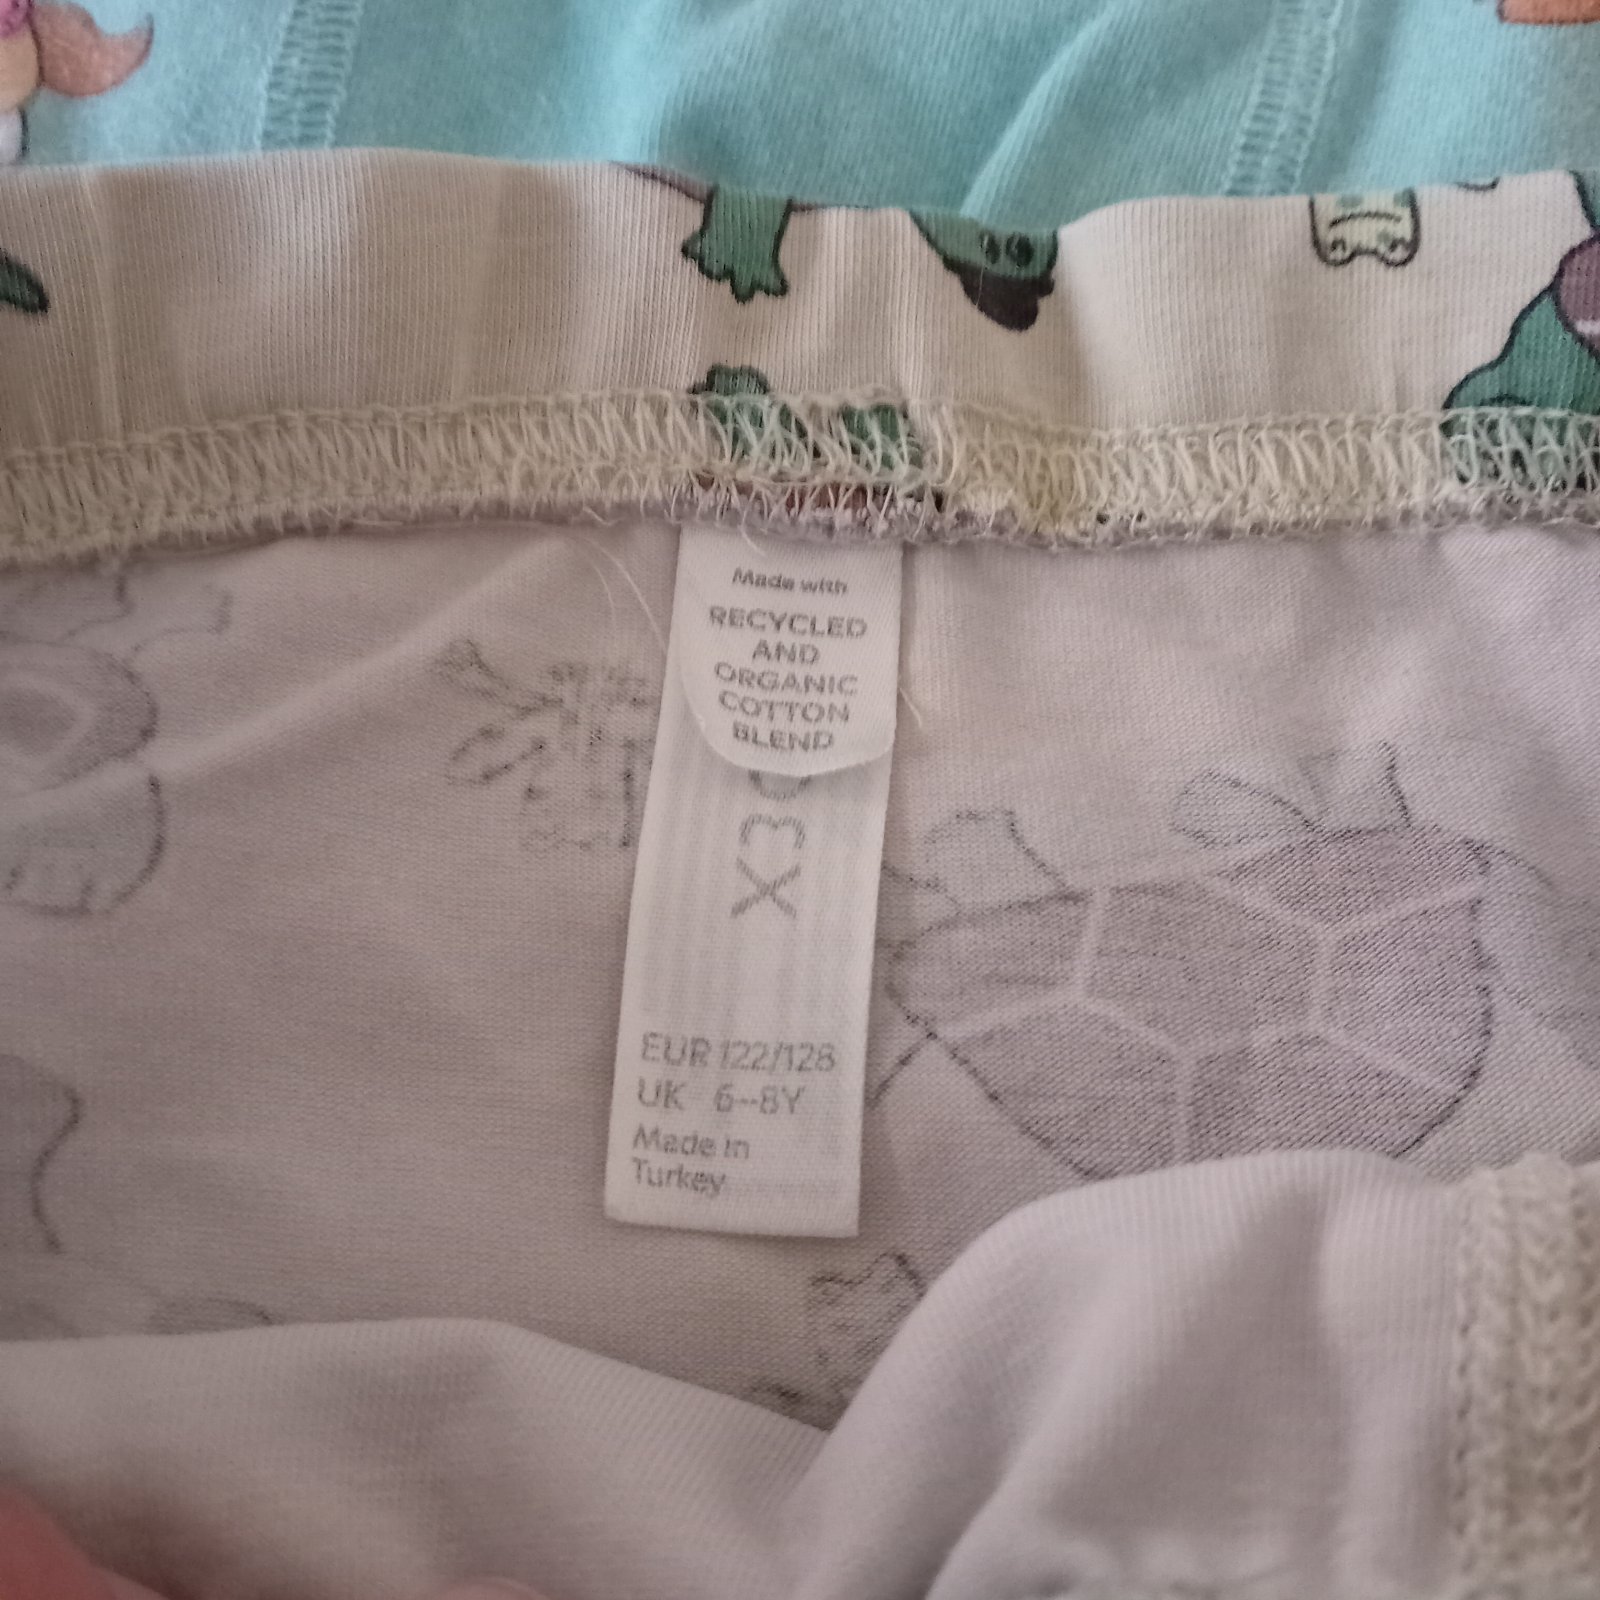 Made with
RECYCLED
AND
ORGANIC
COTTON
BLEND
EUR 122/128
UK 6--8Y
Made in
Turkey